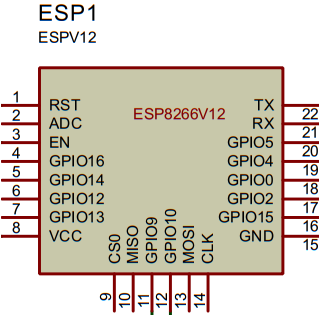 ESP1
ESPV12
ESP8266V12
1 RST
2 ADC
3 EN
4 GPIO16
5 GPIO14
6 GPIO12
7 GPIO13
8 VCC
TX 22
RX 21
GPIO5 20
GPIO4 19
GPIO0 18
GPIO2 17
GPIO15 16
GND 15
CS0 9
MISO 10
GPIO9 11
GPIO10 12
MOSI 13
CLK 14